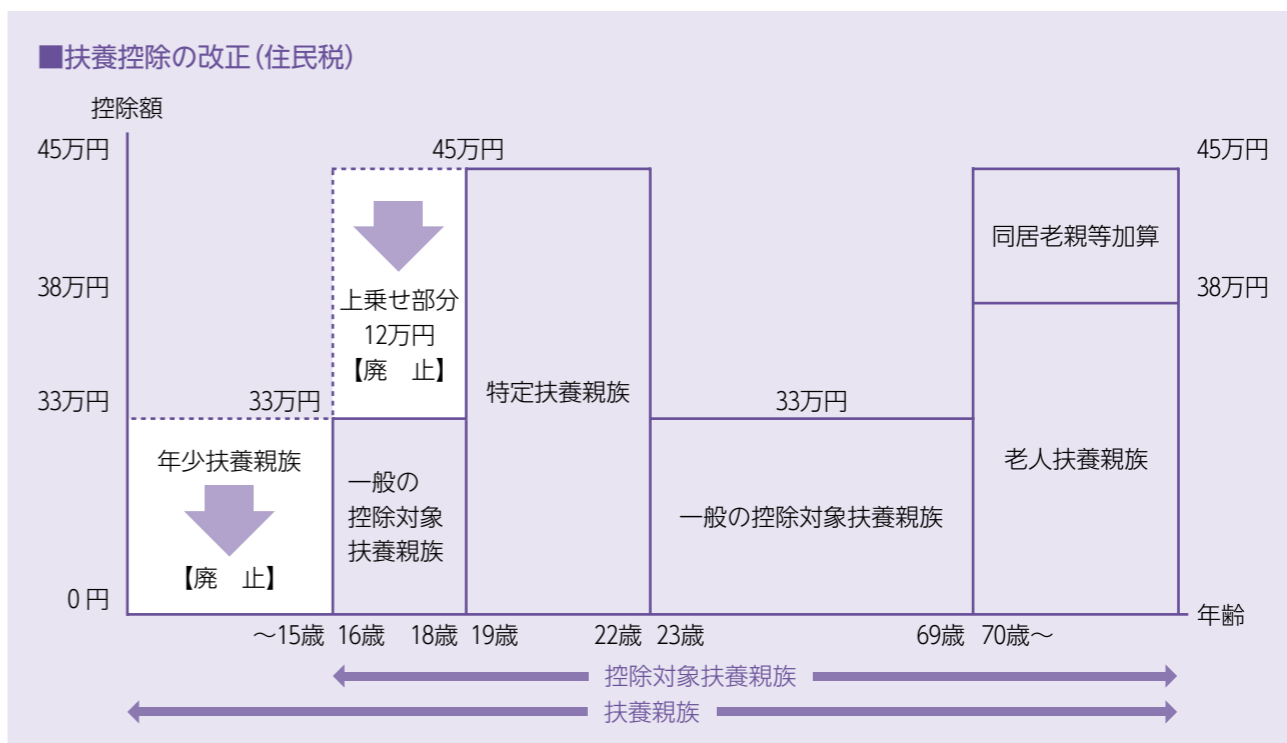 ■扶養控除の改正(住民税)
控除額
45万円
45万円
45万円
同居老親等加算
38万円
38万円
上乗せ部分
12万円
【廃　止】
特定扶養親族
33万円
33万円
33万円
年少扶養親族
【廃　止】
一般の
控除対象
扶養親族
一般の控除対象扶養親族
老人扶養親族
0円
年齢
～15歳 16歳 18歳 19歳 22歳 23歳 69歳 70歳～
控除対象扶養親族
扶養親族